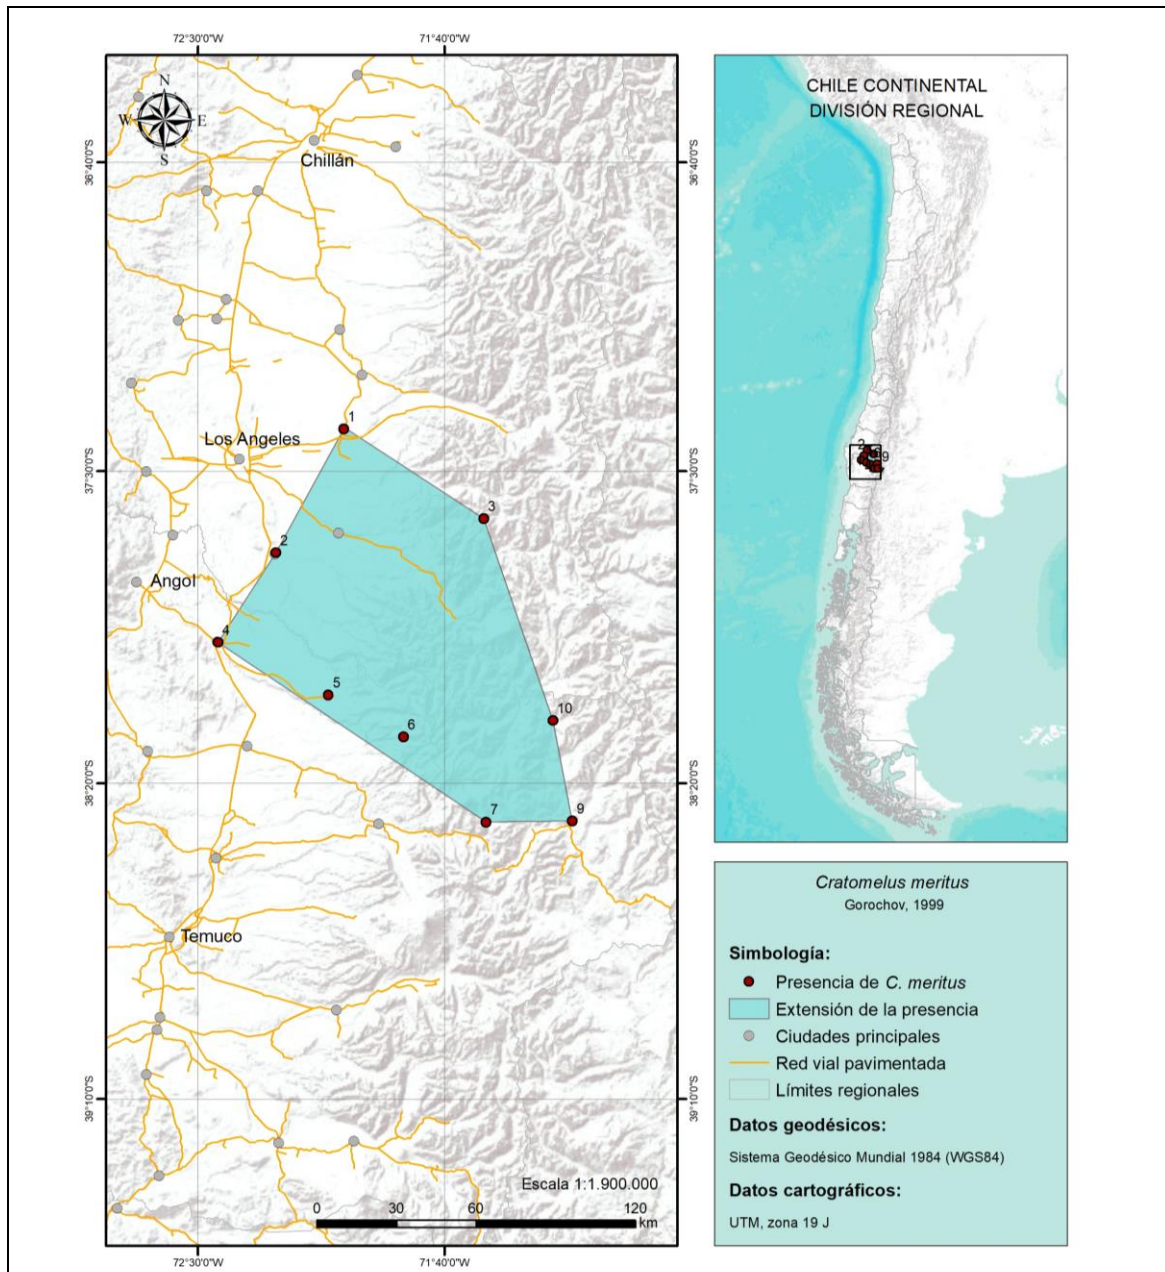 72°30'0"W
71°40'0"W
N
W
E
S
36°40'0"S
36°40'0"S
Chillán
1
Los Angeles
37°30'0"S
37°30'0"S
3
2
Angol
4
5
10
6
38°20'0"S
38°20'0"S
7
9
Temuco
39°10'0"S
39°10'0"S
Escala 1:1.900.000
0
30
60
120
km
72°30'0"W
71°40'0"W
CHILE CONTINENTAL
DIVISIÓN REGIONAL
2
9
Cratomelus meritus
Gorochov, 1999
Simbología:
Presencia de C. meritus
Extensión de la presencia
Ciudades principales
Red vial pavimentada
Límites regionales
Datos geodésicos:
Sistema Geodésico Mundial 1984 (WGS84)
Datos cartográficos:
UTM, zona 19 J